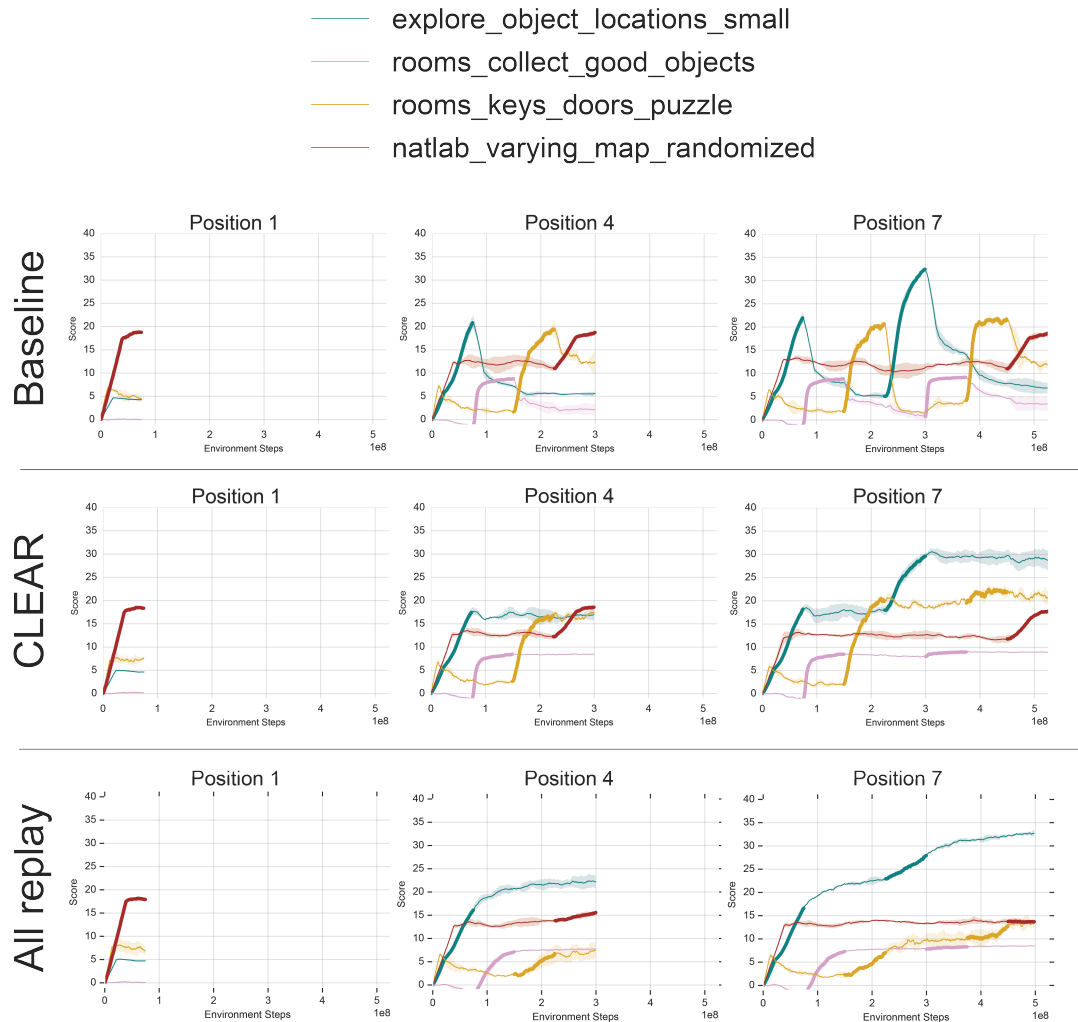 explore_object_locations_small
rooms_collect_good_objects
rooms_keys_doors_puzzle
natlab_varying_map_randomized
Baseline
Position 1
40
35
30
25
20
15
10
5
0
Score
0 1 2 3 4 5
1e8
Environment Steps
Position 4
40
35
30
25
20
15
10
5
0
Score
0 1 2 3 4 5
1e8
Environment Steps
Position 7
40
35
30
25
20
15
10
5
0
Score
0 1 2 3 4 5
1e8
Environment Steps
CLEAR
Position 1
40
35
30
25
20
15
10
5
0
Score
0 1 2 3 4 5
Environment Steps
1e8
Position 4
40
35
30
25
20
15
10
5
0
Score
0 1 2 3 4 5
Environment Steps
1e8
Position 7
40
35
30
25
20
15
10
5
0
Score
0 1 2 3 4 5
Environment Steps
1e8
All replay
Position 1
40
35
30
25
20
15
10
5
0
Score
0 1 2 3 4 5
Environment Steps
1e8
Position 4
40
35
30
25
20
15
10
5
0
Score
0 1 2 3 4 5
Environment Steps
1e8
Position 7
40
35
30
25
20
15
10
5
0
Score
0 1 2 3 4 5
Environment Steps
1e8